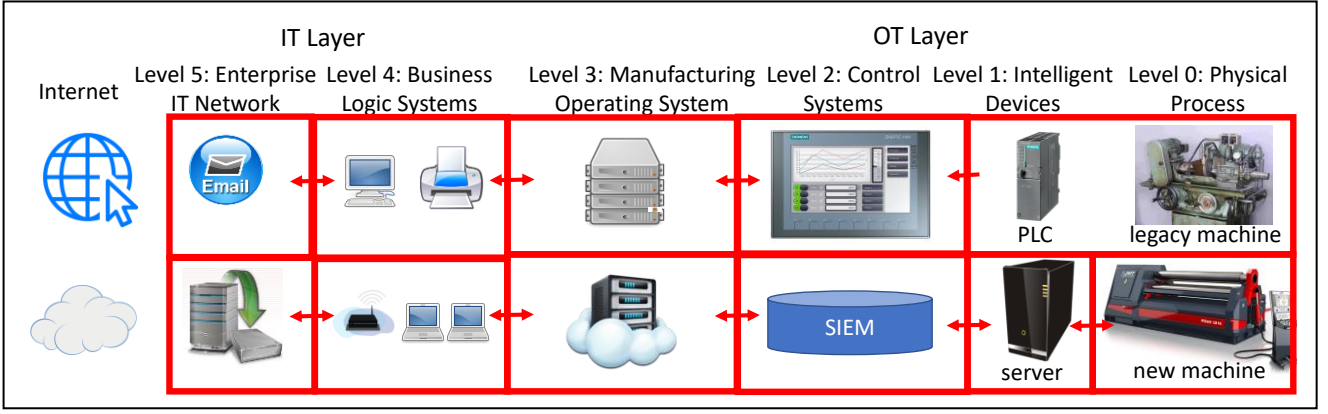 IT Layer
OT Layer
Internet
Level 5: Enterprise
IT Network
Level 4: Business
Logic Systems
Level 3: Manufacturing
Operating System
Level 2: Control
Systems
Level 1: Intelligent
Devices
Level 0: Physical
Process
Email
SIEMENS
PLC
legacy machine
SIEM
server
new machine